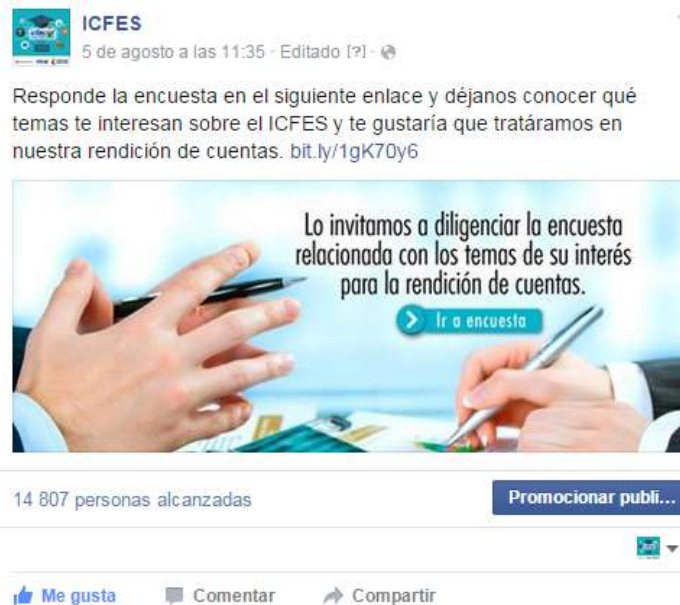 ICFES
5 de agosto a las 11:35 · Editado [?] ·
Responde la encuesta en el siguiente enlace y déjanos conocer qué
temas te interesan sobre el ICFES y te gustaría que tratáramos en
nuestra rendición de cuentas. bit.ly/1gK70y6
Lo invitamos a diligenciar la encuesta
relacionada con los temas de su interés
para la rendición de cuentas.
Ir a encuesta
14 807 personas alcanzadas
Promocionar publi...
Me gusta
Comentar
Compartir